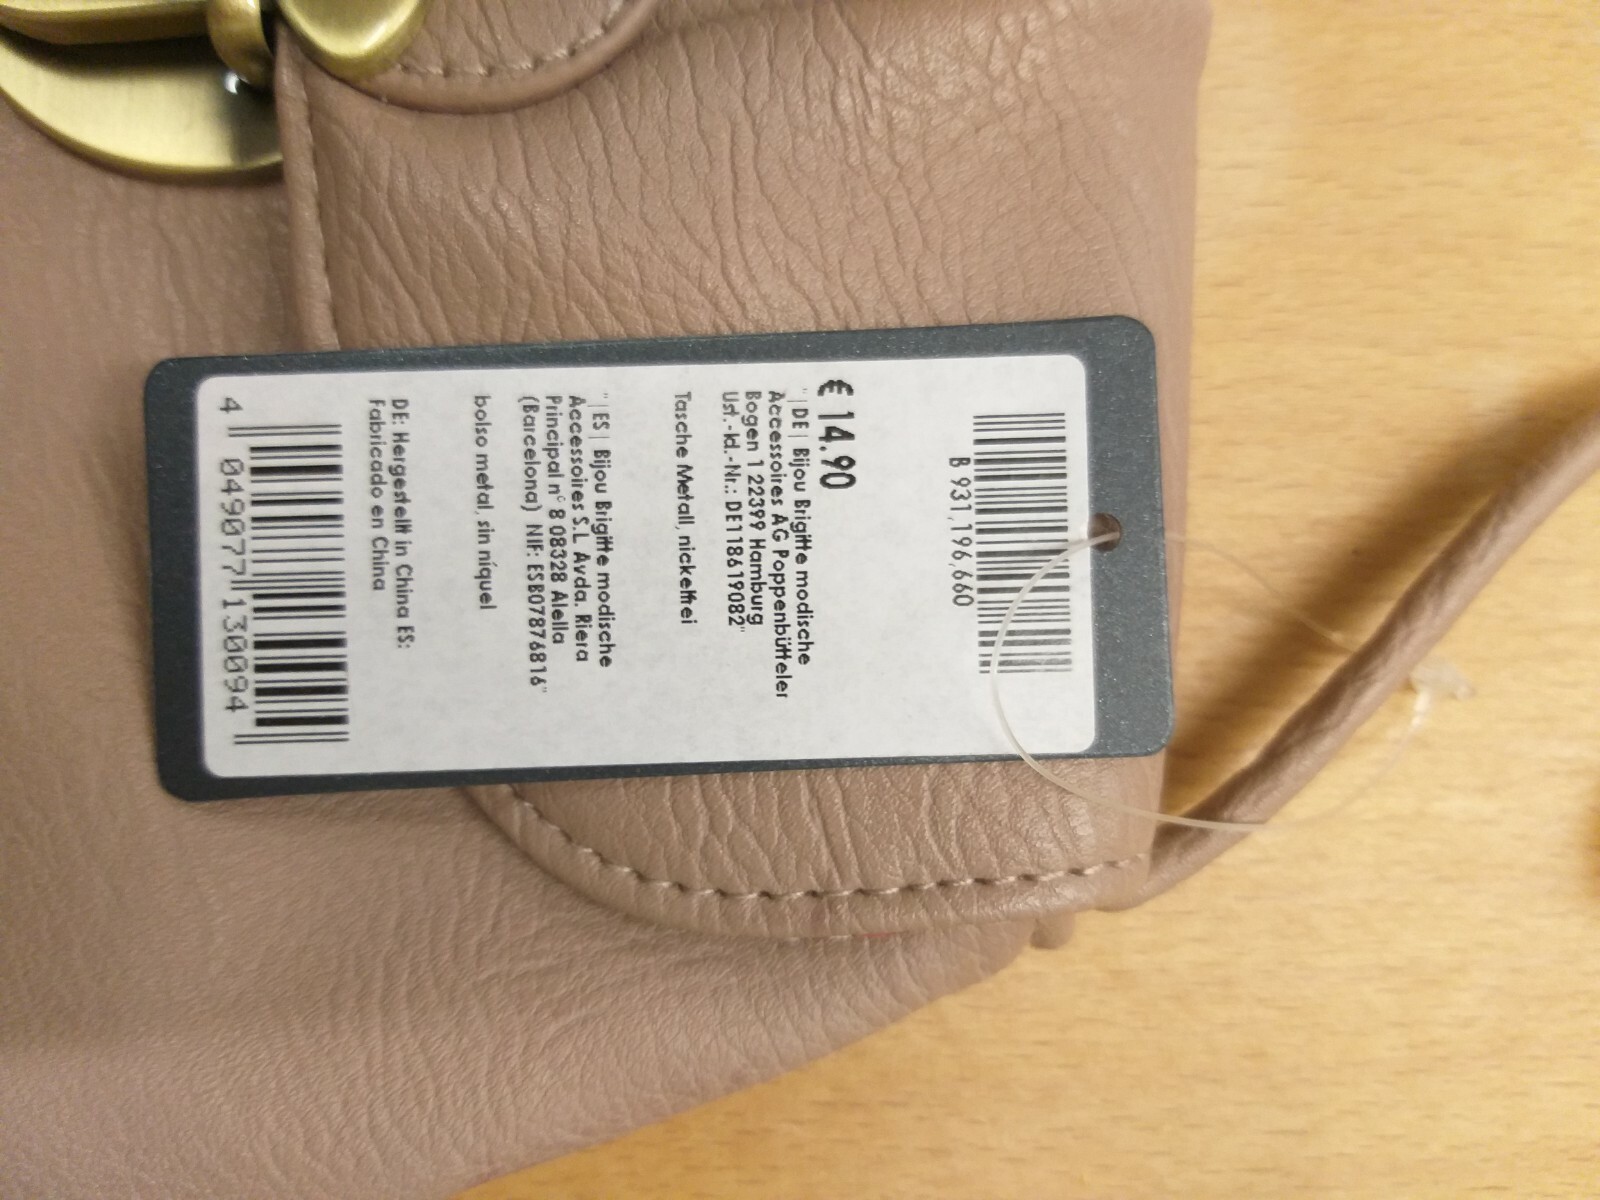 B 931,196,660
€ 14.90
" |DE| Bijou Brigitte modische
Accessoires AG Poppenbütteler
Bogen 1 22399 Hamburg
Ust.-Id.-Nr.: DE118619082"
Tasche Metall, nickelfrei
" |ES| Bijou Brigitte modische
Accessoires S.L Avda. Riera
Principal n° 8 08328 Alella
(Barcelona) NIF: ESB07876816"
bolso metal, sin níquel
DE: Hergestellt in China ES:
Fabricado en China
4 049077 130094